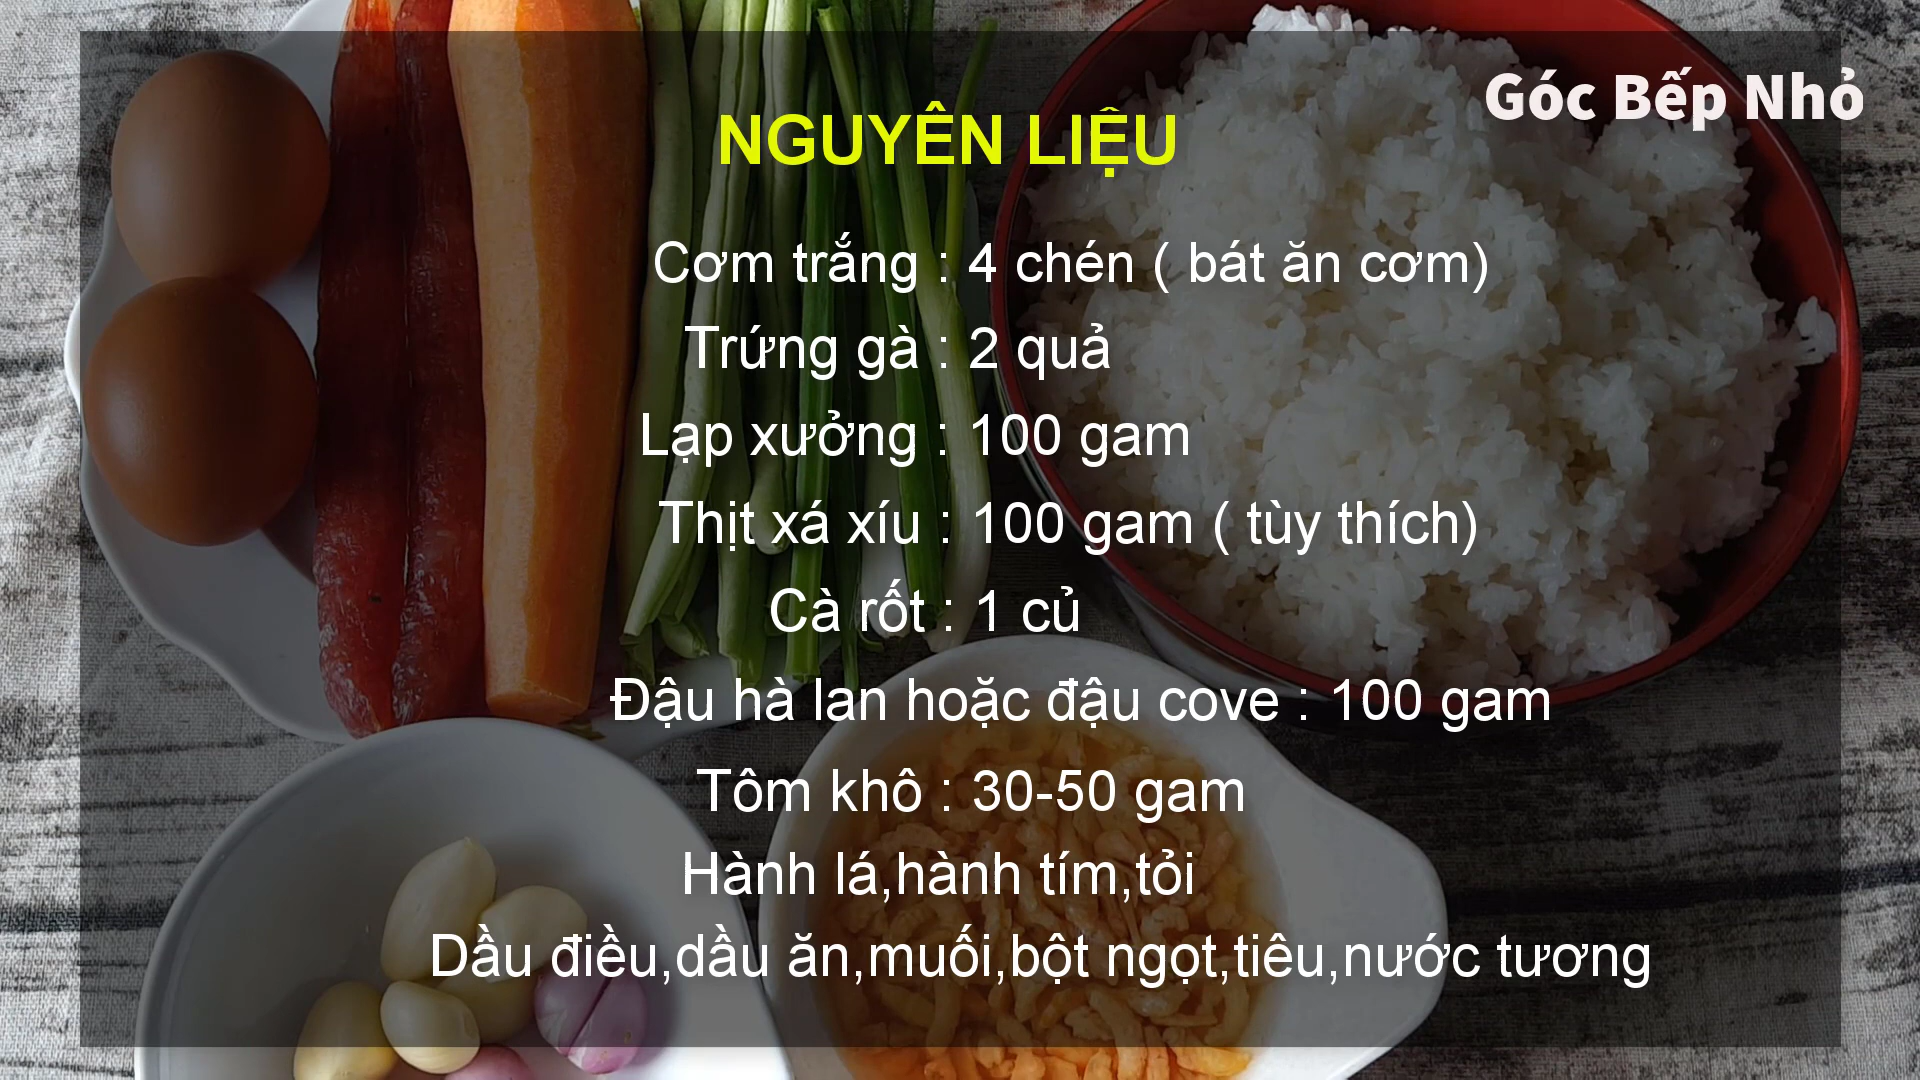 Góc Bếp Nhỏ
NGUYÊN LIỆU
Cơm trắng : 4 chén ( bát ăn cơm)
Trứng gà : 2 quả
Lạp xưởng : 100 gam
Thịt xá xíu : 100 gam ( tùy thích)
Cà rốt : 1 củ
Đậu hà lan hoặc đậu cove : 100 gam
Tôm khô : 30-50 gam
Hành lá,hành tím,tỏi
Dầu điều,dầu ăn,muối,bột ngọt,tiêu,nước tương